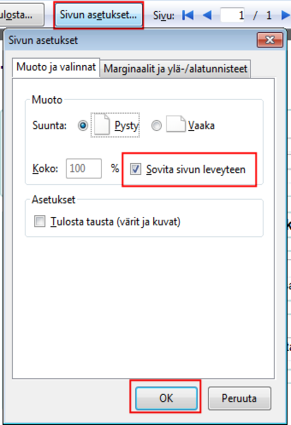 ulosta... Sivun asetukset... Sivu: 1 / 1
Sivun asetukset
Muoto ja valinnat Marginaalit ja ylä-/alatunnisteet
Muoto
Suunta: Pysty Vaaka
Koko: 100 % Sovita sivun leveyteen
Asetukset
Tulosta tausta (värit ja kuvat)
OK Peruuta